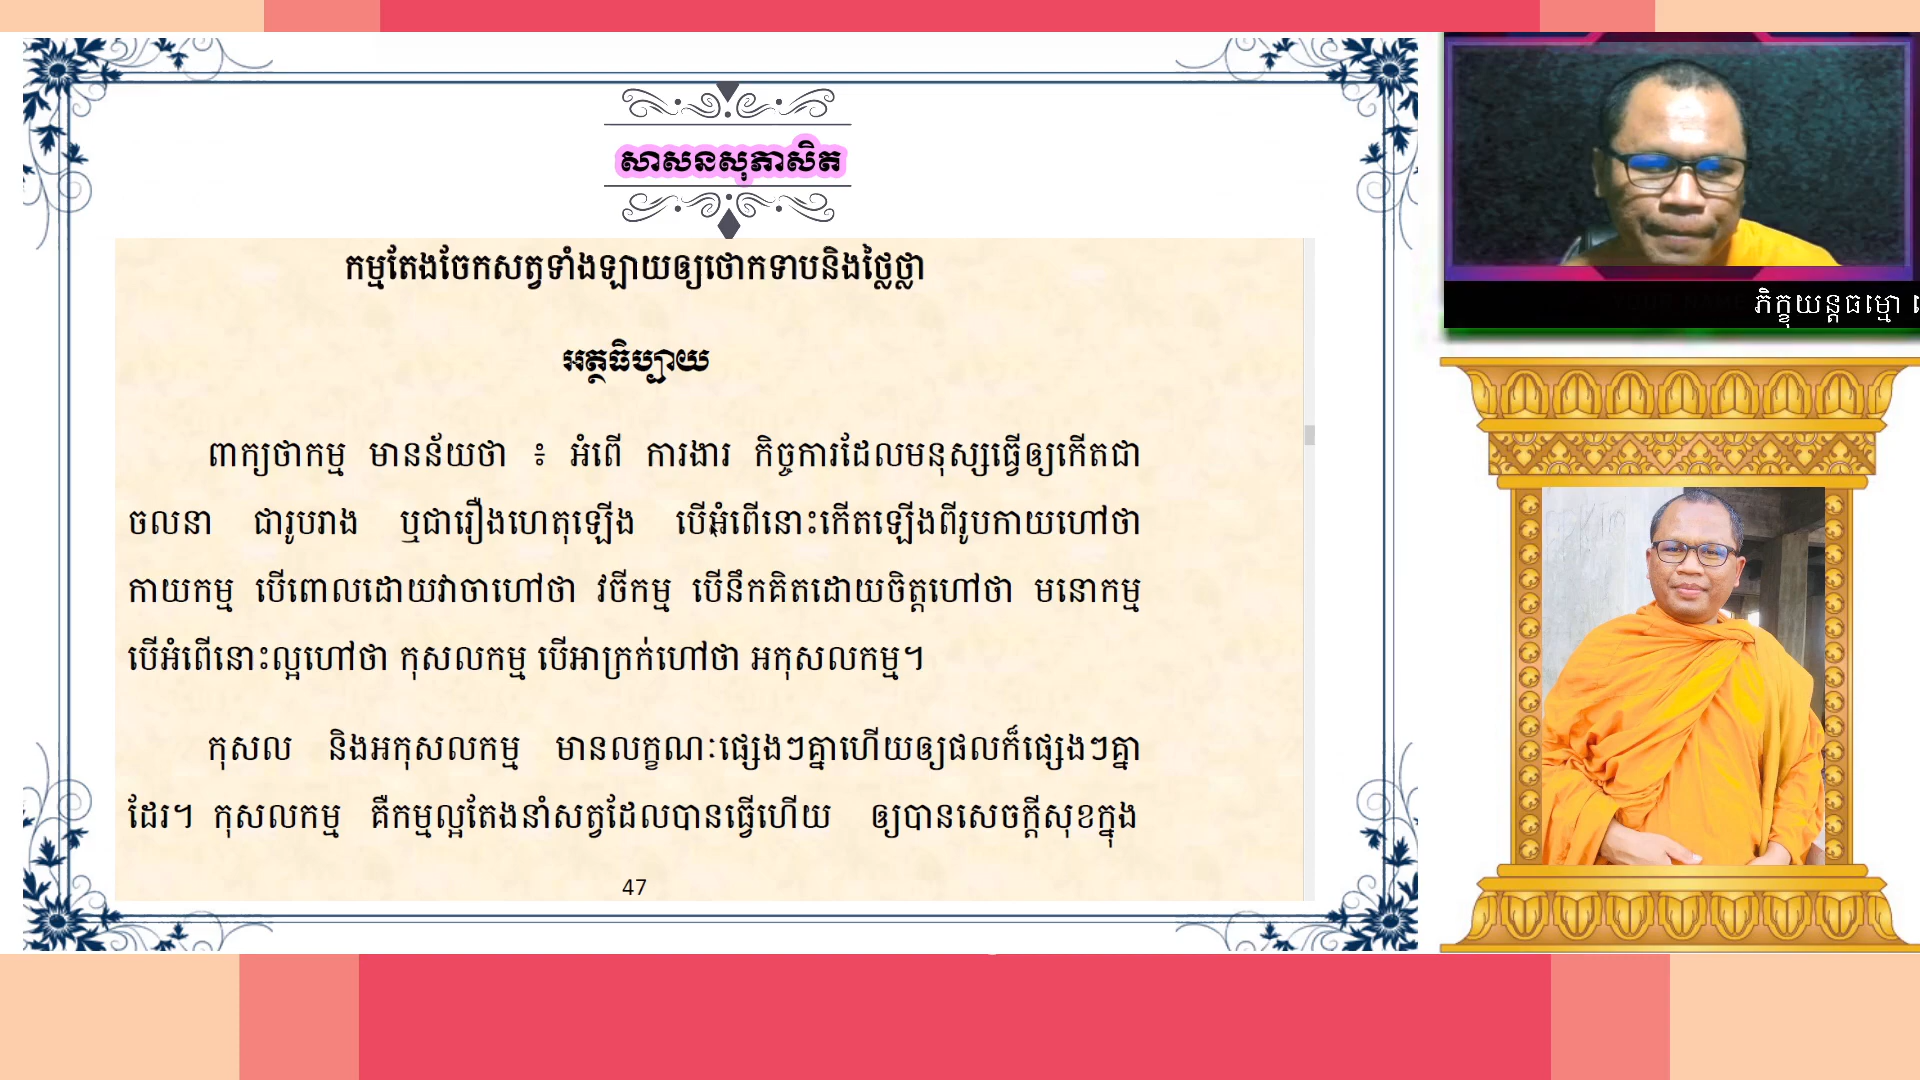 សាសនសុភាសិត
កម្មតែងចែកសត្វទាំងឡាយឲ្យថោកទាបនិងថ្លៃថ្លា
អត្ថធិប្បាយ
ពាក្យថាកម្ម មានន័យថា ៖ អំពើ ការងារ កិច្ចការដែលមនុស្សធ្វើឲ្យកើតជា
ចលនា ជារូបរាង ឬជារឿងហេតុឡើង បើអំពើនោះកើតឡើងពីរូបកាយហៅថា
កាយកម្ម បើពោលដោយវាចាហៅថា វចីកម្ម បើនឹកគិតដោយចិត្តហៅថា មនោកម្ម
បើអំពើនោះល្អហៅថា កុសលកម្ម បើអាក្រក់ហៅថា អកុសលកម្ម។
កុសល និងអកុសលកម្ម មានលក្ខណៈផ្សេងៗគ្នាហើយឲ្យផលក៏ផ្សេងៗគ្នា
ដែរ។ កុសលកម្ម គឺកម្មល្អតែងនាំសត្វដែលបានធ្វើហើយ ឲ្យបានសេចក្តីសុខក្នុង
47
ភិក្ខុយន្តធម្មោ